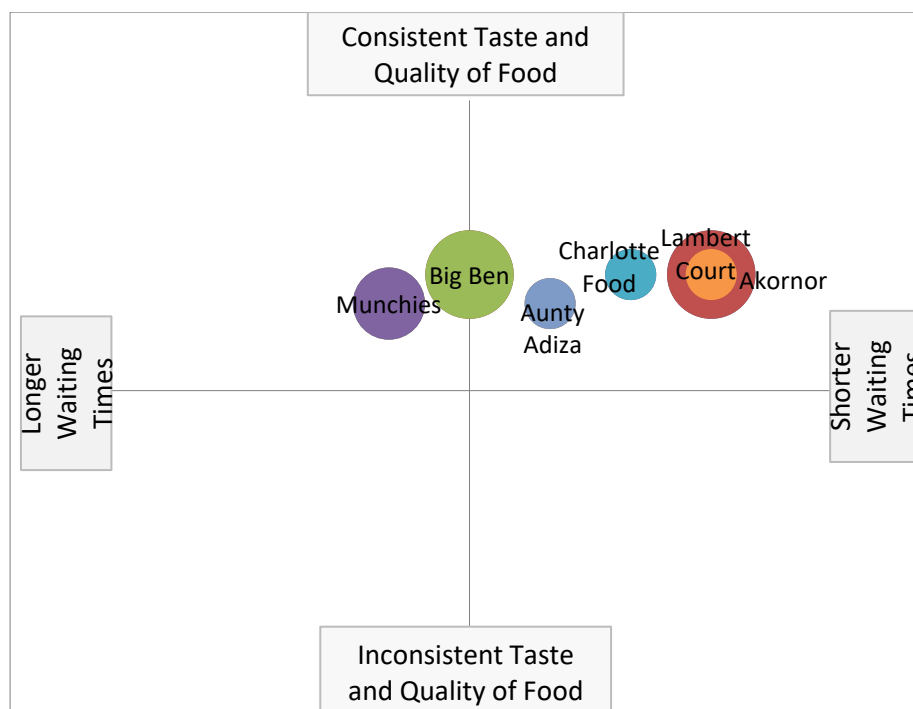 Consistent Taste and
Quality of Food
Lambert
Court
Charlotte
Food
Akornor
Big Ben
Munchies
Aunty
Adiza
Longer
Waiting
Times
Shorter
Waiting
Times
Inconsistent Taste
and Quality of Food